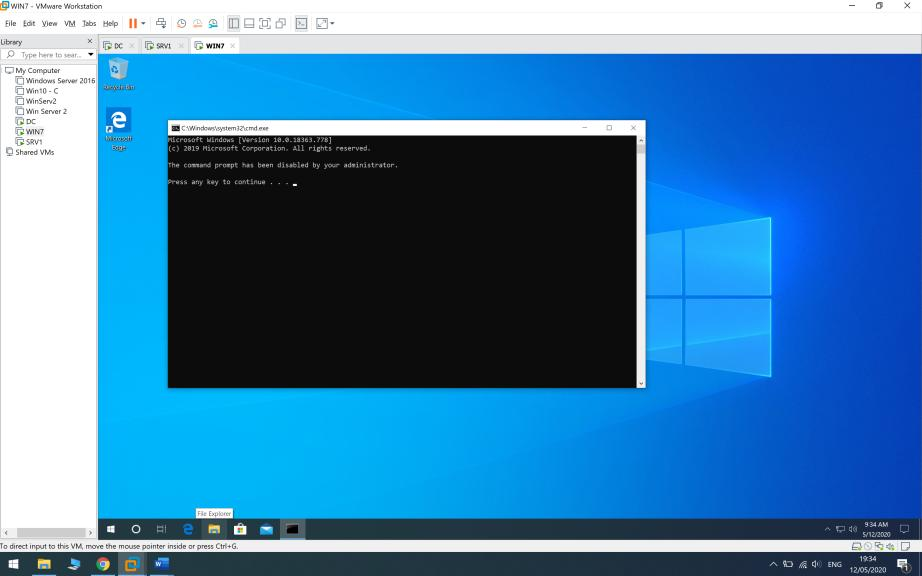 WIN7 - VMware Workstation
File Edit View VM Tabs Help
Library
Type here to sear...
My Computer
Windows Server 2016
Win10 - C
WinServ2
Win Server 2
DC
WIN7
SRV1
Shared VMs
DC SRV1 WIN7
Recycle Bin
Microsoft
Edge
C:\Windows\system32\cmd.exe
Microsoft Windows [Version 10.0.18363.778]
(c) 2019 Microsoft Corporation. All rights reserved.
The command prompt has been disabled by your administrator.
Press any key to continue . . .
File Explorer
9:34 AM
5/12/2020
To direct input to this VM, move the mouse pointer inside or press Ctrl+G.
ENG
19:34
12/05/2020